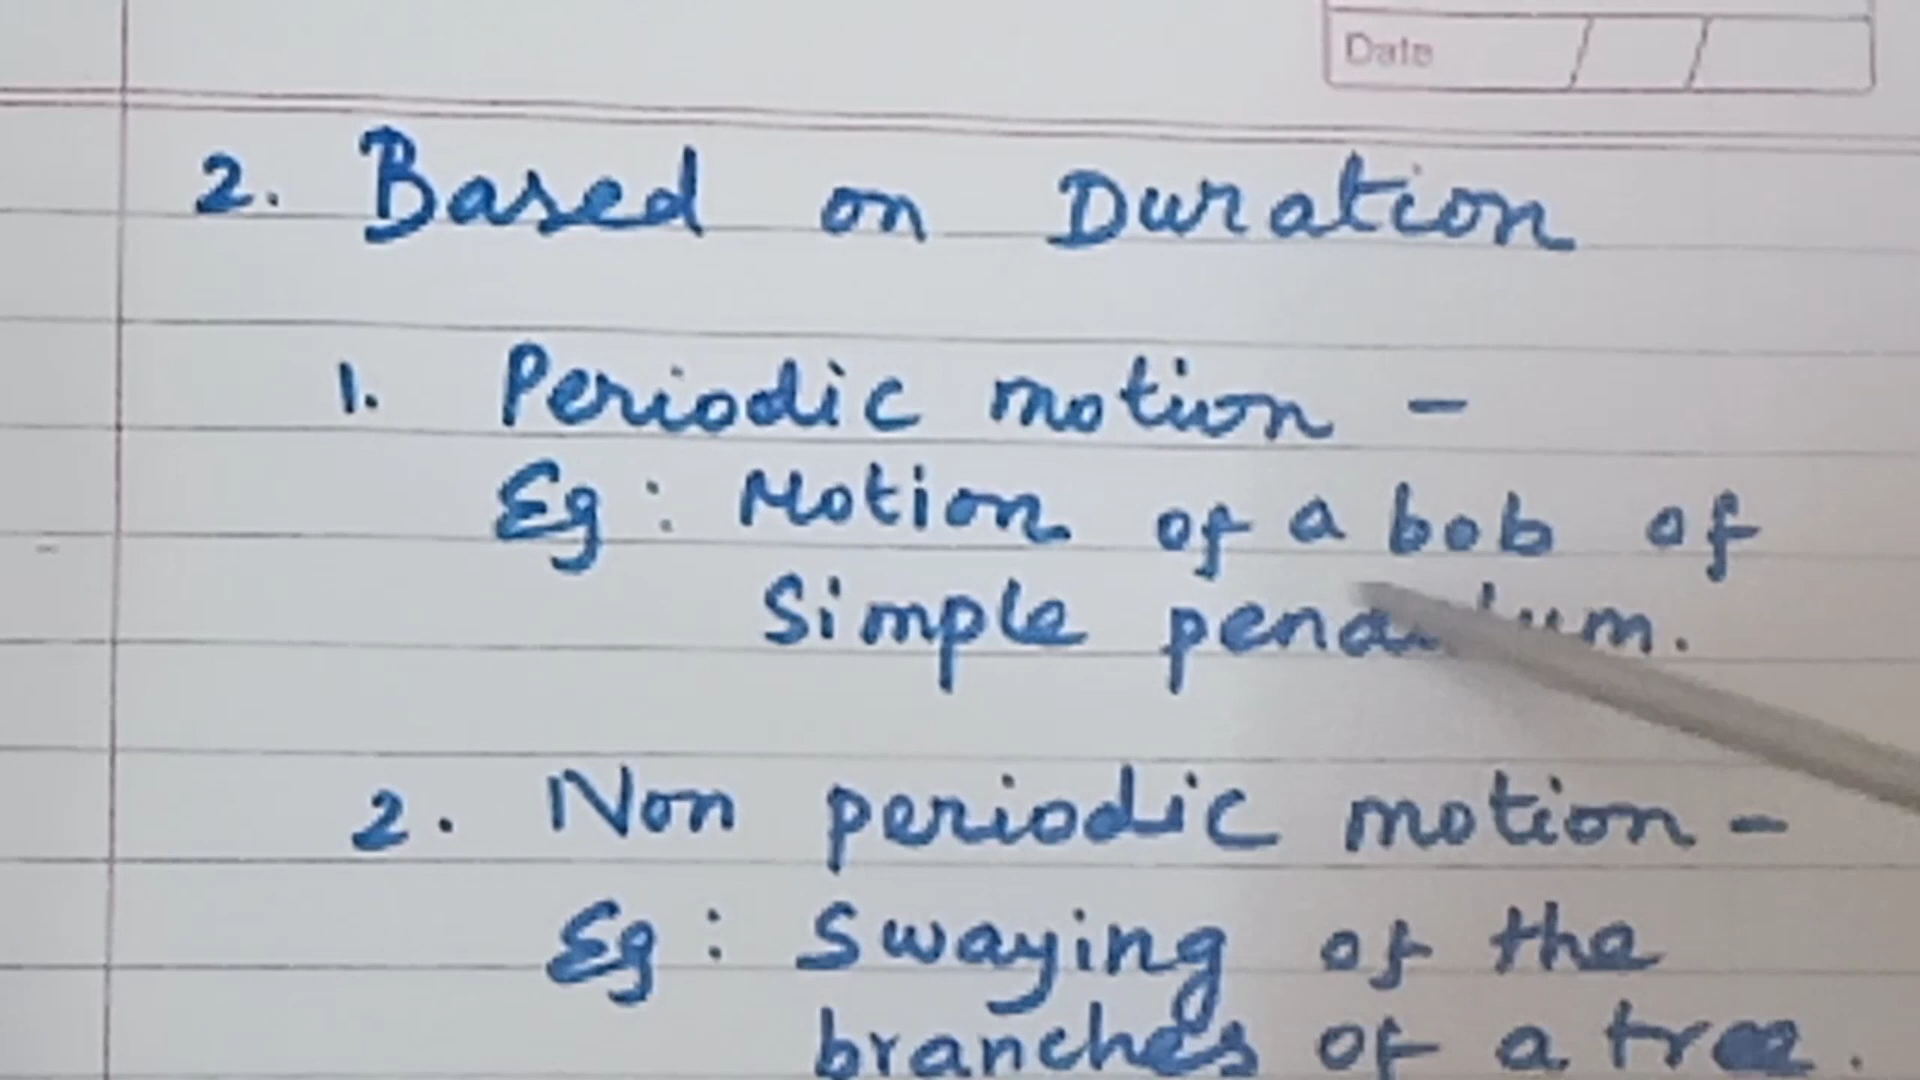 Date
2. Based on Duration
1. Periodic motion -
Eg: Motion of a bob of
Simple
2. Non periodic motion -
Eg: Swaying of the
branches of a tree.